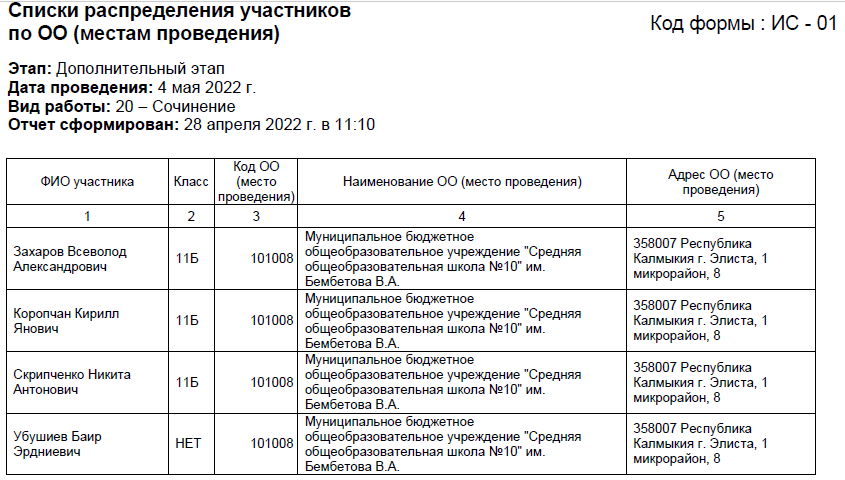 Списки распределения участников
по ОО (местам проведения)
Код формы : ИС - 01
Этап: Дополнительный этап
Дата проведения: 4 мая 2022 г.
Вид работы: 20 – Сочинение
Отчет сформирован: 28 апреля 2022 г. в 11:10
ФИО участника
Класс
Код ОО
(место
проведения)
Наименование ОО (место проведения)
Адрес ОО (место
проведения)
1
2
3
4
5
Захаров Всеволод
Александрович
11Б
101008
Муниципальное бюджетное
общеобразовательное учреждение "Средняя
общеобразовательная школа №10" им.
Бембетова В.А.
358007 Республика
Калмыкия г. Элиста, 1
микрорайон, 8
Коропчан Кирилл
Янович
11Б
101008
Муниципальное бюджетное
общеобразовательное учреждение "Средняя
общеобразовательная школа №10" им.
Бембетова В.А.
358007 Республика
Калмыкия г. Элиста, 1
микрорайон, 8
Скрипченко Никита
Антонович
11Б
101008
Муниципальное бюджетное
общеобразовательное учреждение "Средняя
общеобразовательная школа №10" им.
Бембетова В.А.
358007 Республика
Калмыкия г. Элиста, 1
микрорайон, 8
Убушиев Баир
Эрдниевич
НЕТ
101008
Муниципальное бюджетное
общеобразовательное учреждение "Средняя
общеобразовательная школа №10" им.
Бембетова В.А.
358007 Республика
Калмыкия г. Элиста, 1
микрорайон, 8